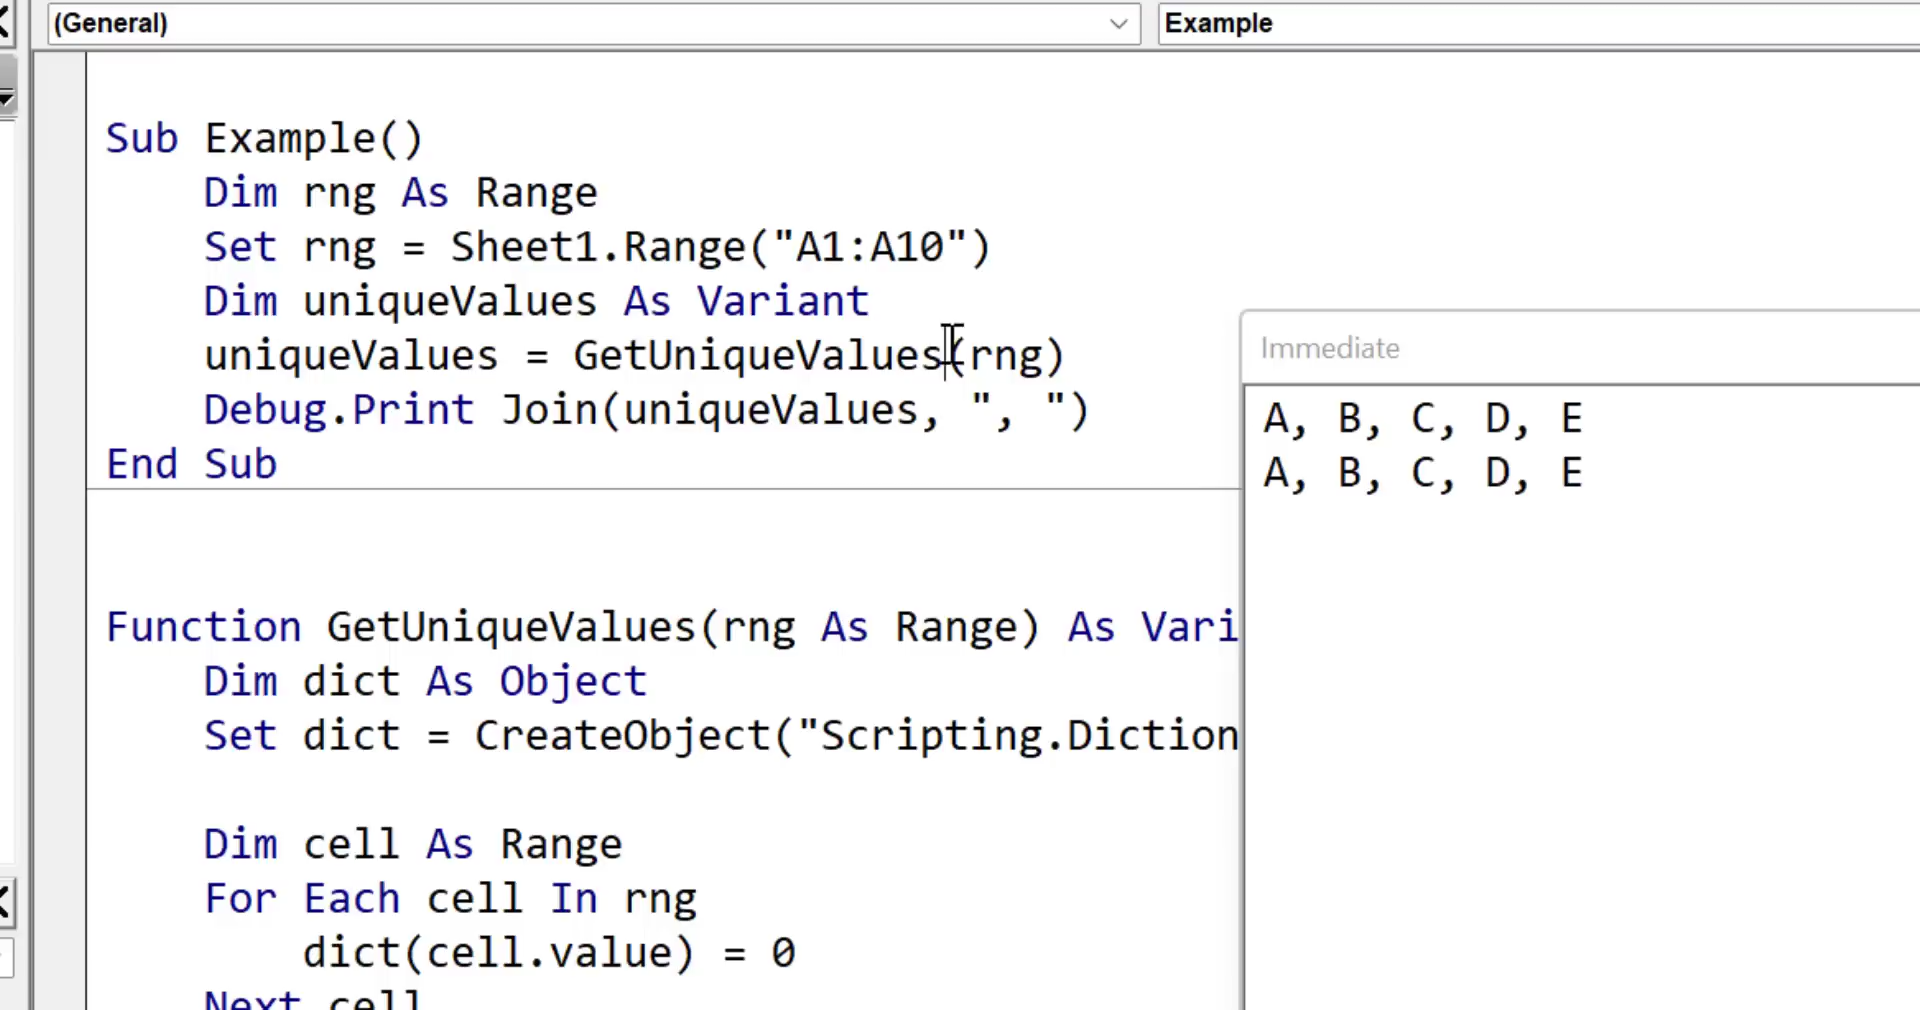 (General)
Example
Sub Example()
Dim rng As Range
Set rng = Sheet1.Range("A1:A10")
Dim uniqueValues As Variant
uniqueValues = GetUniqueValues(rng)
Debug.Print Join(uniqueValues, ", ")
End Sub
Immediate
A, B, C, D, E
A, B, C, D, E
Function GetUniqueValues(rng As Range) As Vari
Dim dict As Object
Set dict = CreateObject("Scripting.Diction
Dim cell As Range
For Each cell In rng
dict(cell.value) = 0
Next cell